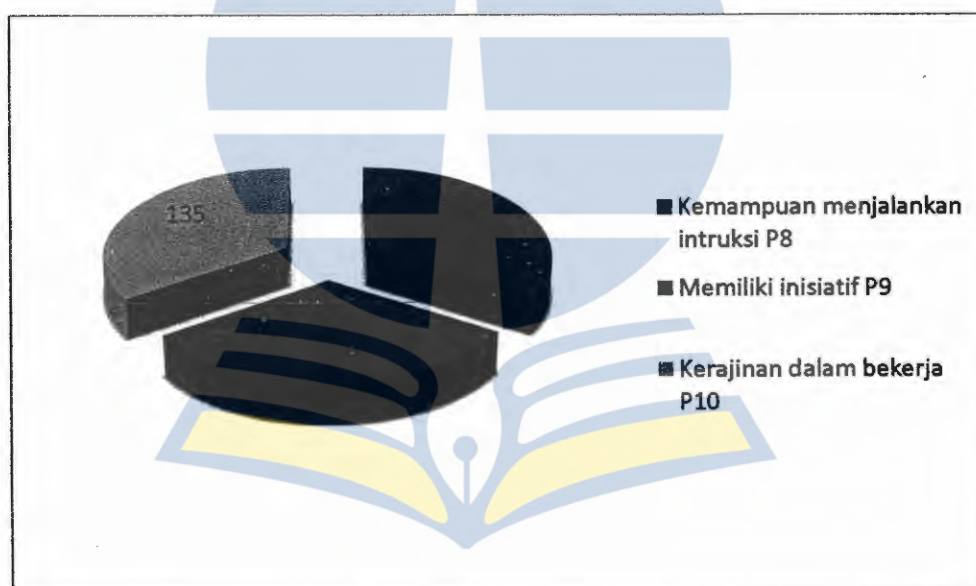 135
Kemampuan menjalankan
intruksi P8
Memiliki inisiatif P9
Kerajinan dalam bekerja
P10